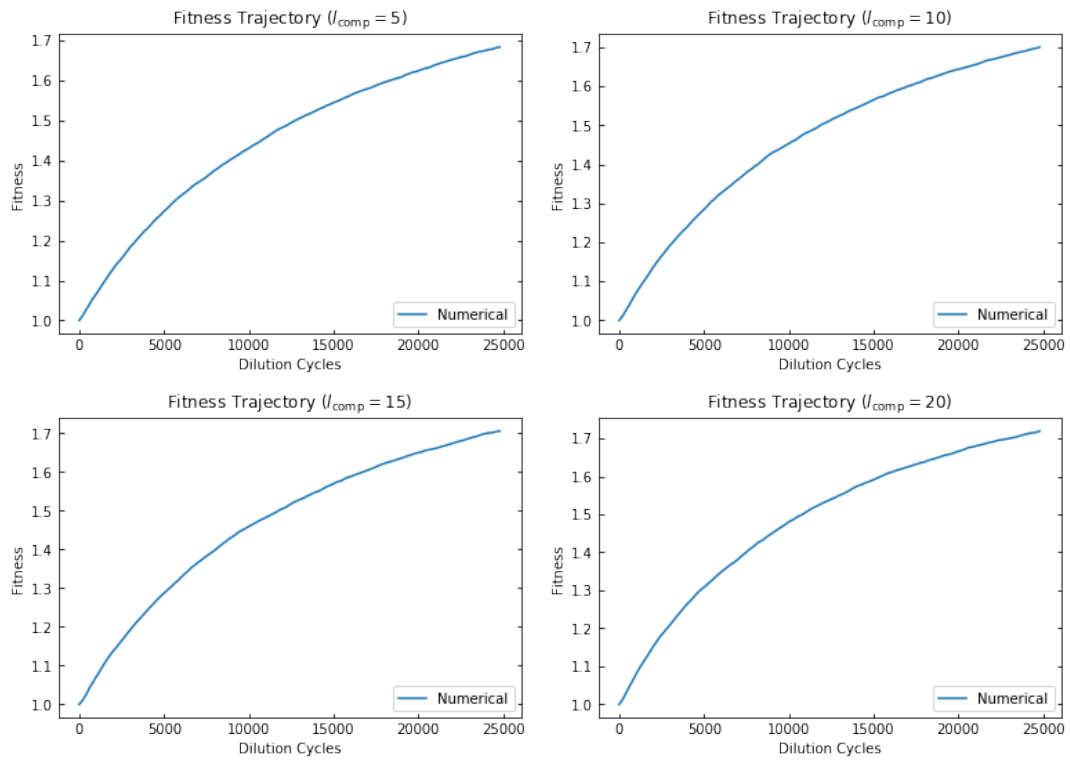 Fitness Trajectory (l_comp = 5)
1.7
1.6
1.5
1.4
1.3
1.2
1.1
1.0
Fitness
Numerical
0 5000 10000 15000 20000 25000
Dilution Cycles
Fitness Trajectory (l_comp = 10)
1.7
1.6
1.5
1.4
1.3
1.2
1.1
1.0
Fitness
Numerical
0 5000 10000 15000 20000 25000
Dilution Cycles
Fitness Trajectory (l_comp = 15)
1.7
1.6
1.5
1.4
1.3
1.2
1.1
1.0
Fitness
Numerical
0 5000 10000 15000 20000 25000
Dilution Cycles
Fitness Trajectory (l_comp = 20)
1.7
1.6
1.5
1.4
1.3
1.2
1.1
1.0
Fitness
Numerical
0 5000 10000 15000 20000 25000
Dilution Cycles